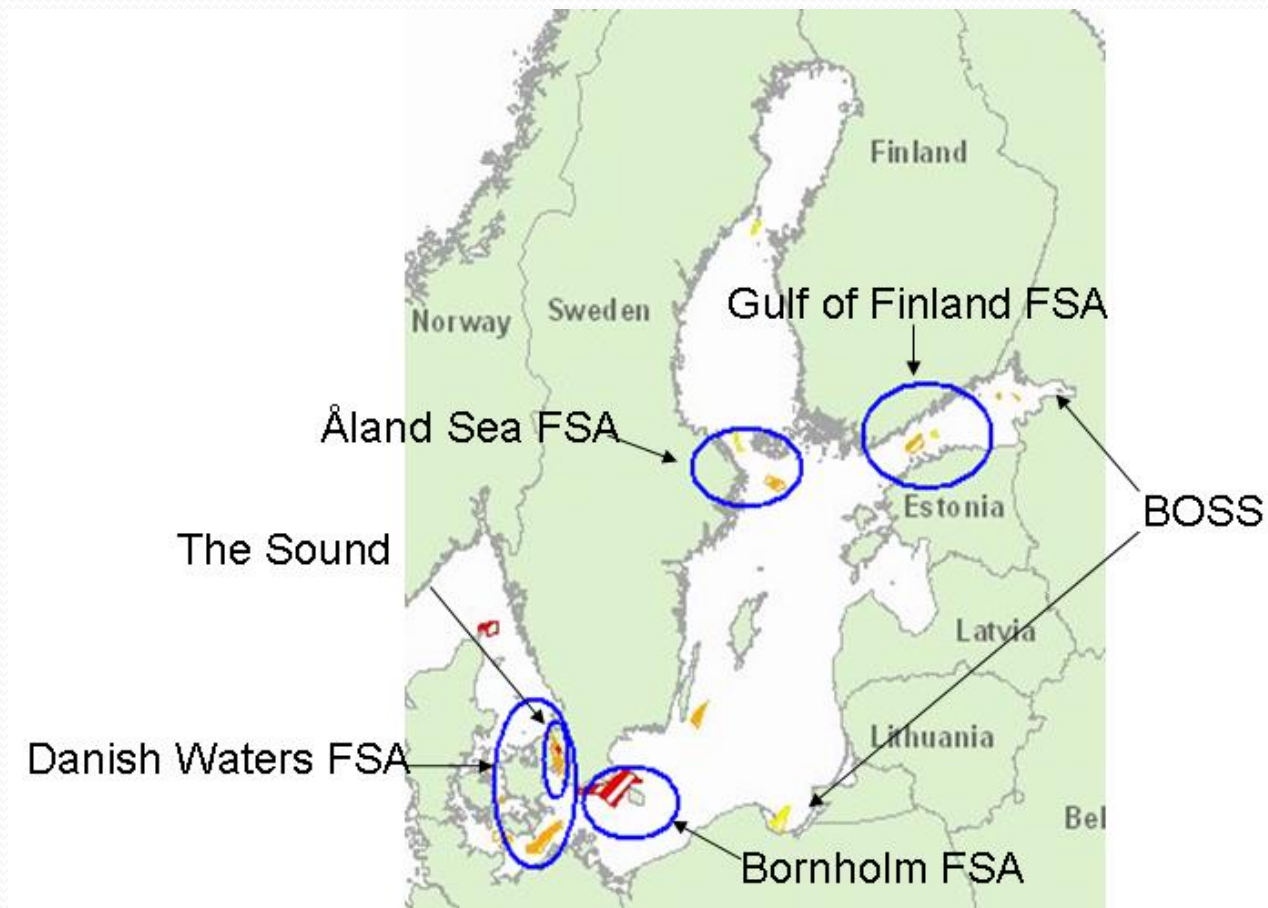 Finland
Gulf of Finland FSA
Norway
Sweden
Åland Sea FSA
Estonia
BOSS
The Sound
Latvia
Lithuania
Danish Waters FSA
Bel
Bornholm FSA